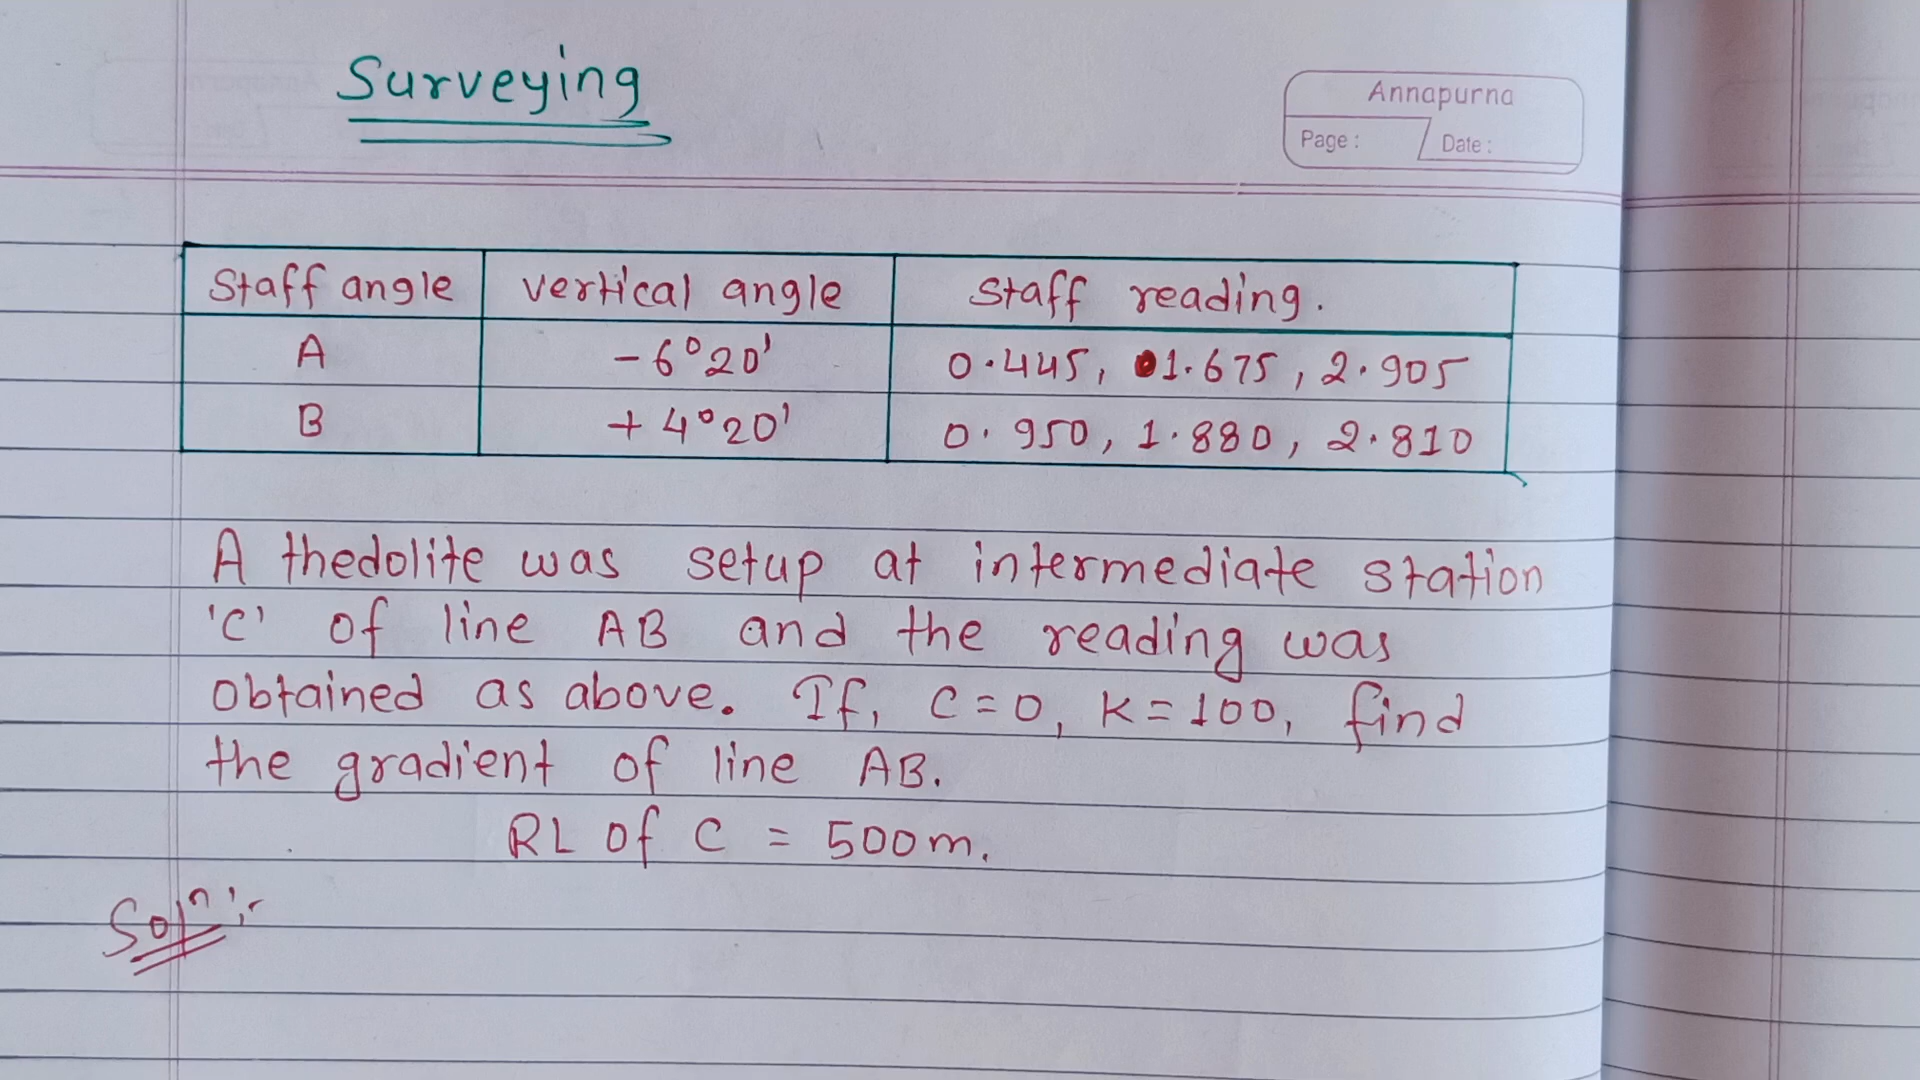 Surveying
Annapurna
Page : Date :
Staff angle vertical angle staff reading.
A -6°20' 0.445, 1.675, 2.905
B +4°20' 0.950, 1.880, 2.810
A thedolite was setup at intermediate station
'C' of line AB and the reading was
obtained as above. If, C=0, K=100, find
the gradient of line AB.
RL of C = 500m.
Solⁿ:-